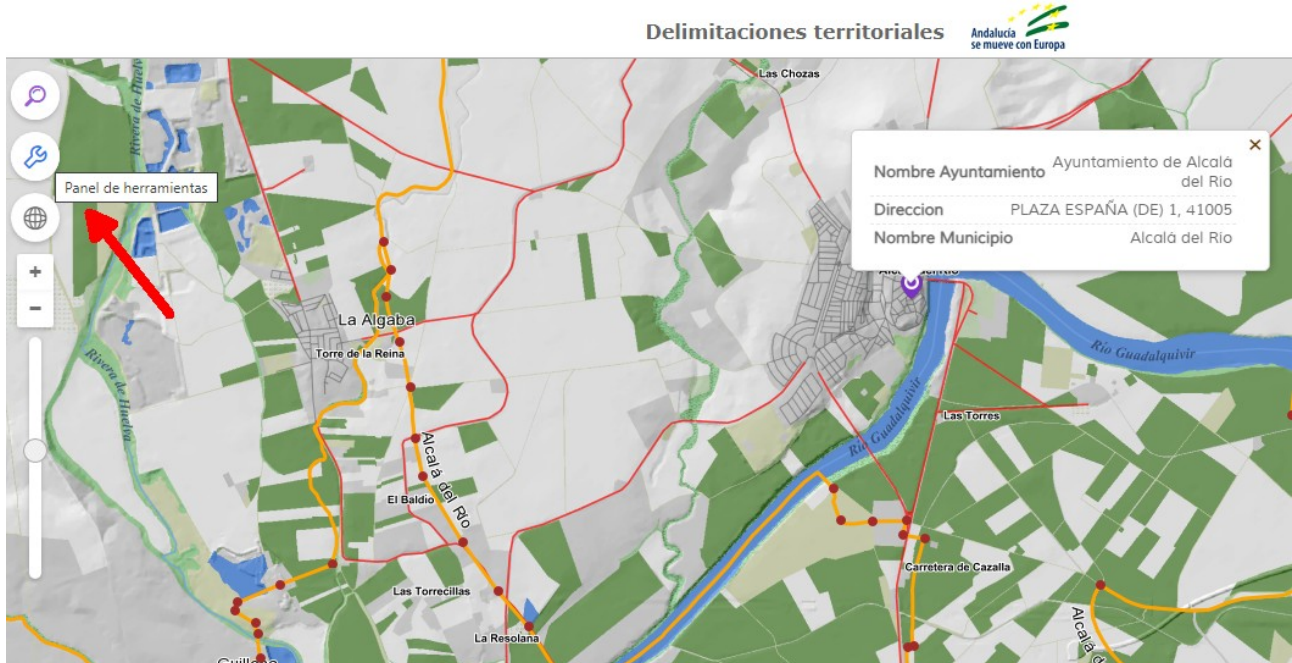 Delimitaciones territoriales
Andalucía
se mueve con Europa
Las Chozas
Rivera de Huelva
Panel de herramientas
Nombre Ayuntamiento Ayuntamiento de Alcalá
del Río
Direccion PLAZA ESPAÑA (DE) 1, 41005
Nombre Municipio Alcalá del Río
La Algaba
Torre de la Reina
Río Guadalquivir
Rivera de Huelva
Las Torres
Río Guadalquivir
Alcalá del Río
El Baldío
Carretera de Cazalla
Las Torrecillas
La Resolana